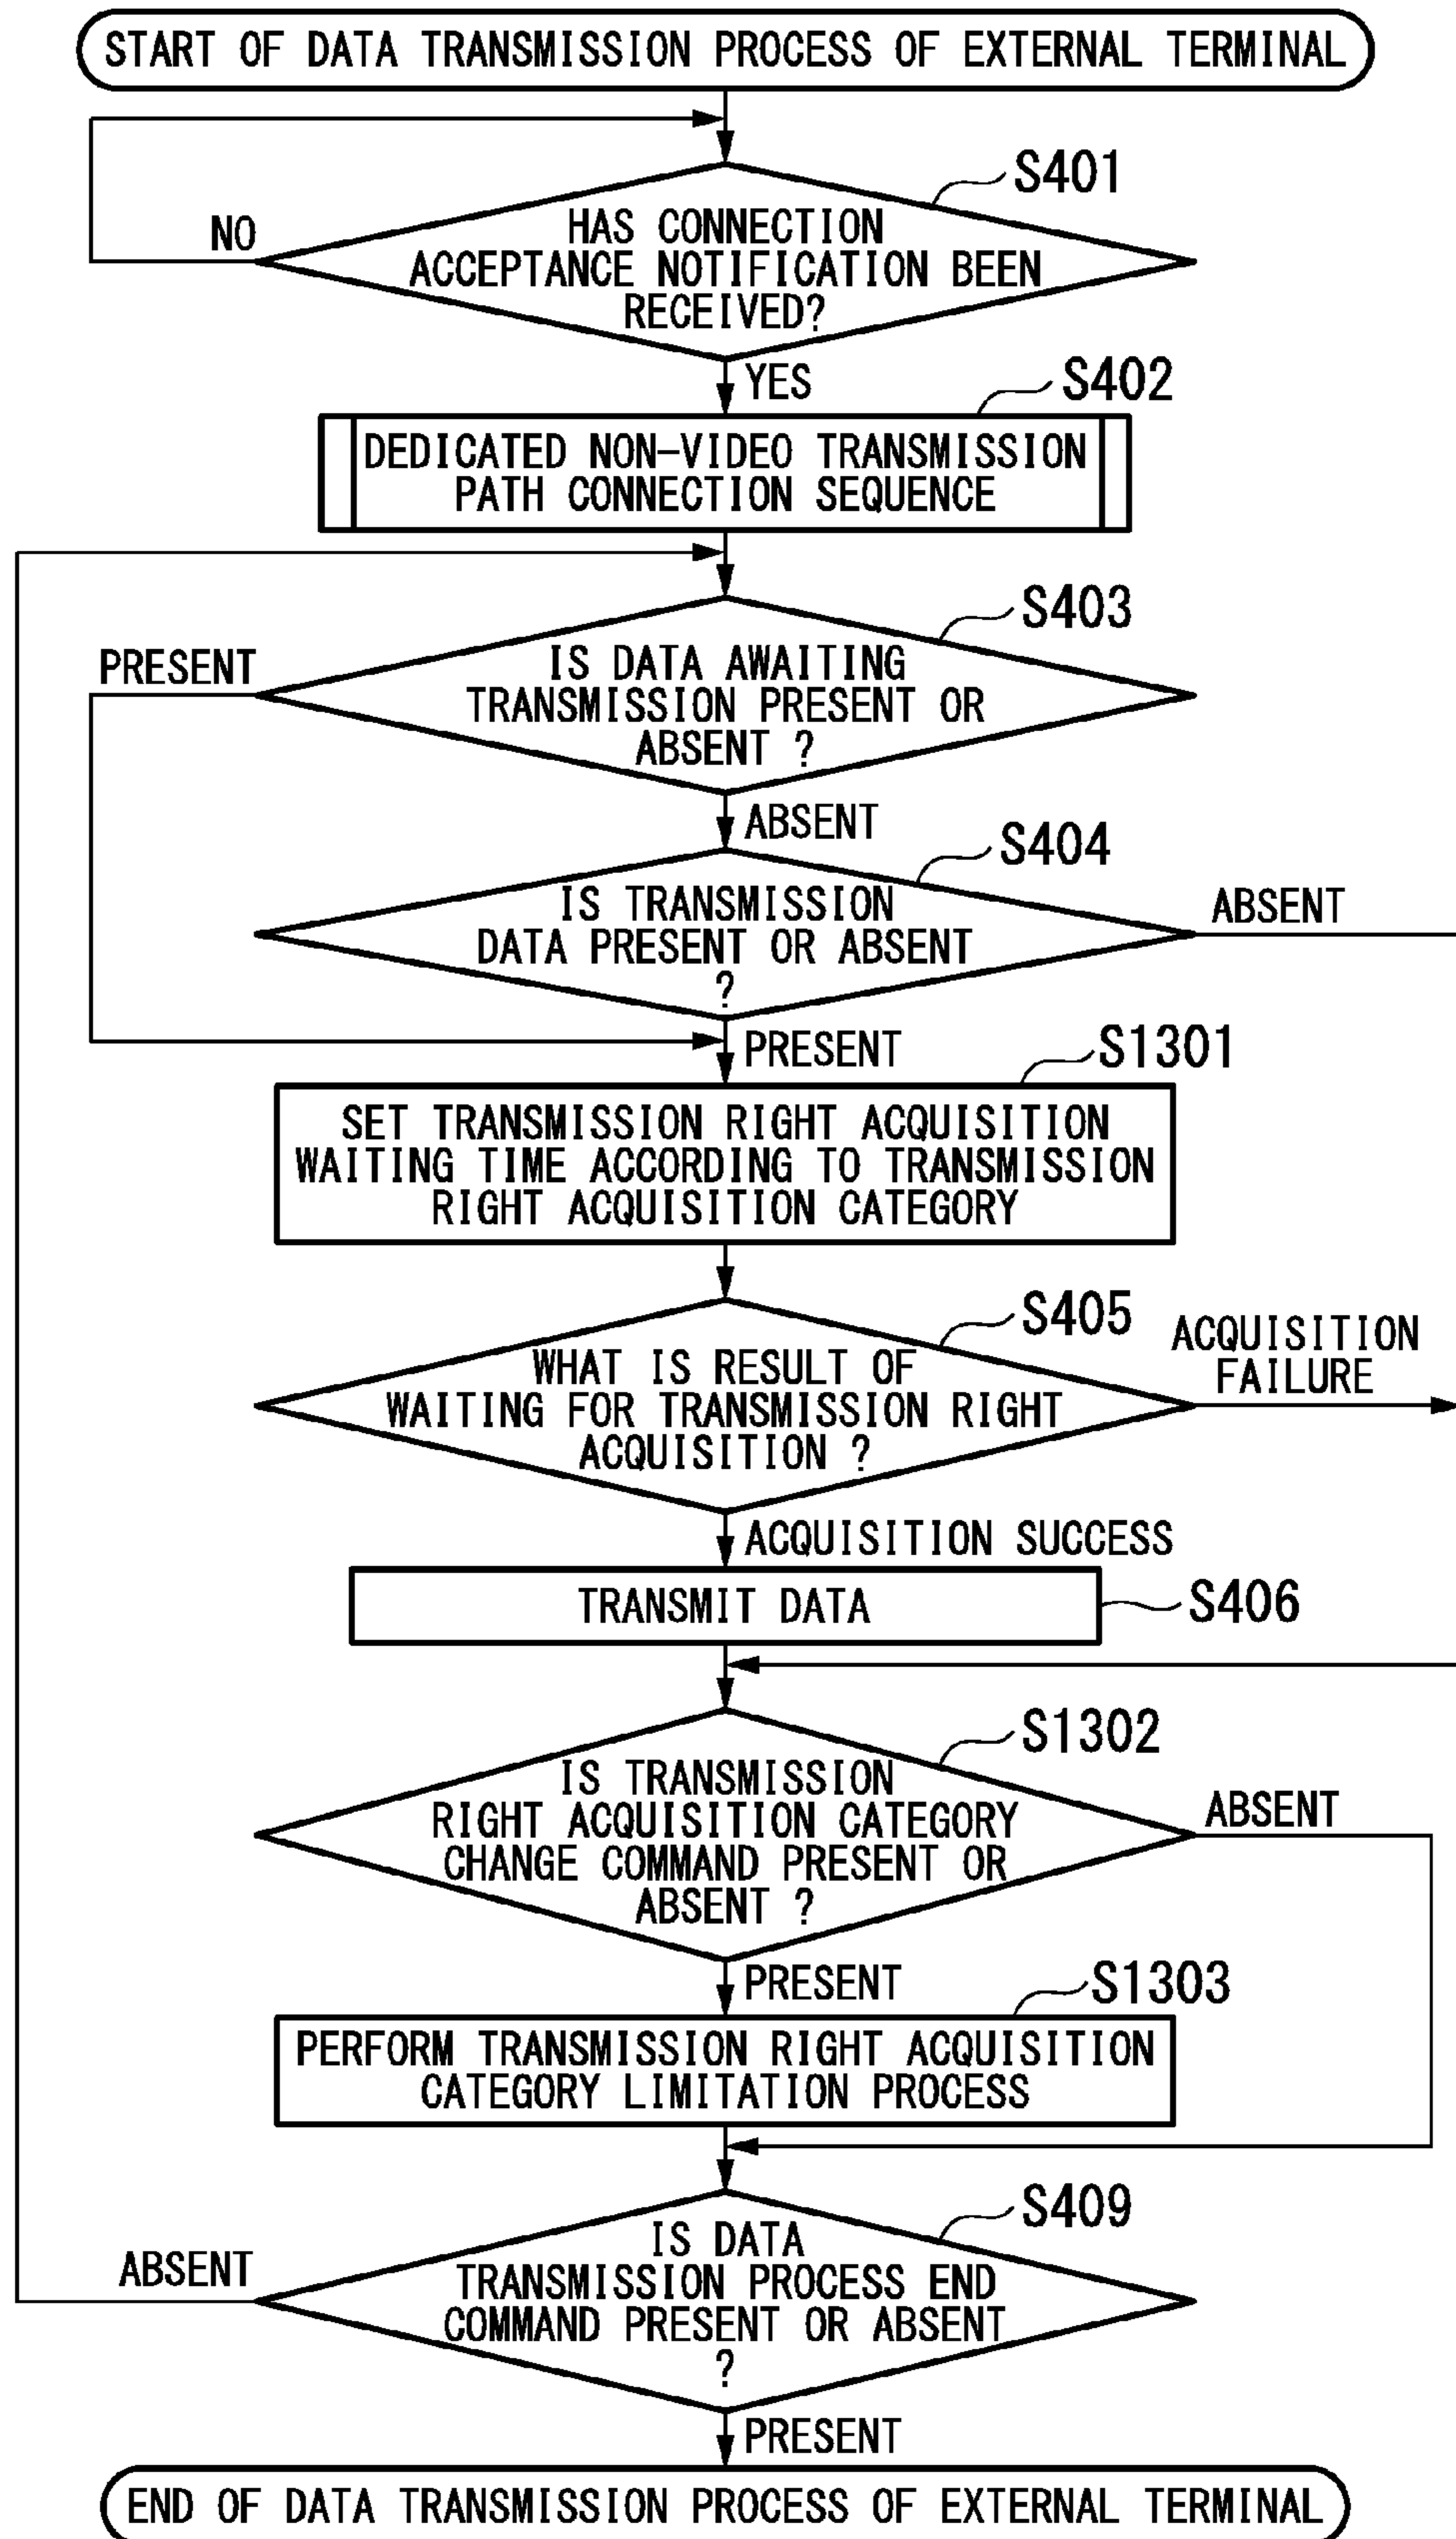 START OF DATA TRANSMISSION PROCESS OF EXTERNAL TERMINAL
S401
NO
HAS CONNECTION
ACCEPTANCE NOTIFICATION BEEN
RECEIVED?
YES
S402
DEDICATED NON-VIDEO TRANSMISSION
PATH CONNECTION SEQUENCE
S403
PRESENT
IS DATA AWAITING
TRANSMISSION PRESENT OR
ABSENT ?
ABSENT
S404
ABSENT
IS TRANSMISSION
DATA PRESENT OR ABSENT
?
PRESENT
S1301
SET TRANSMISSION RIGHT ACQUISITION
WAITING TIME ACCORDING TO TRANSMISSION
RIGHT ACQUISITION CATEGORY
S405
ACQUISITION
FAILURE
WHAT IS RESULT OF
WAITING FOR TRANSMISSION RIGHT
ACQUISITION ?
ACQUISITION SUCCESS
TRANSMIT DATA
S406
S1302
IS TRANSMISSION
RIGHT ACQUISITION CATEGORY
CHANGE COMMAND PRESENT OR
ABSENT ?
ABSENT
PRESENT
S1303
PERFORM TRANSMISSION RIGHT ACQUISITION
CATEGORY LIMITATION PROCESS
S409
ABSENT
IS DATA
TRANSMISSION PROCESS END
COMMAND PRESENT OR ABSENT
?
PRESENT
END OF DATA TRANSMISSION PROCESS OF EXTERNAL TERMINAL